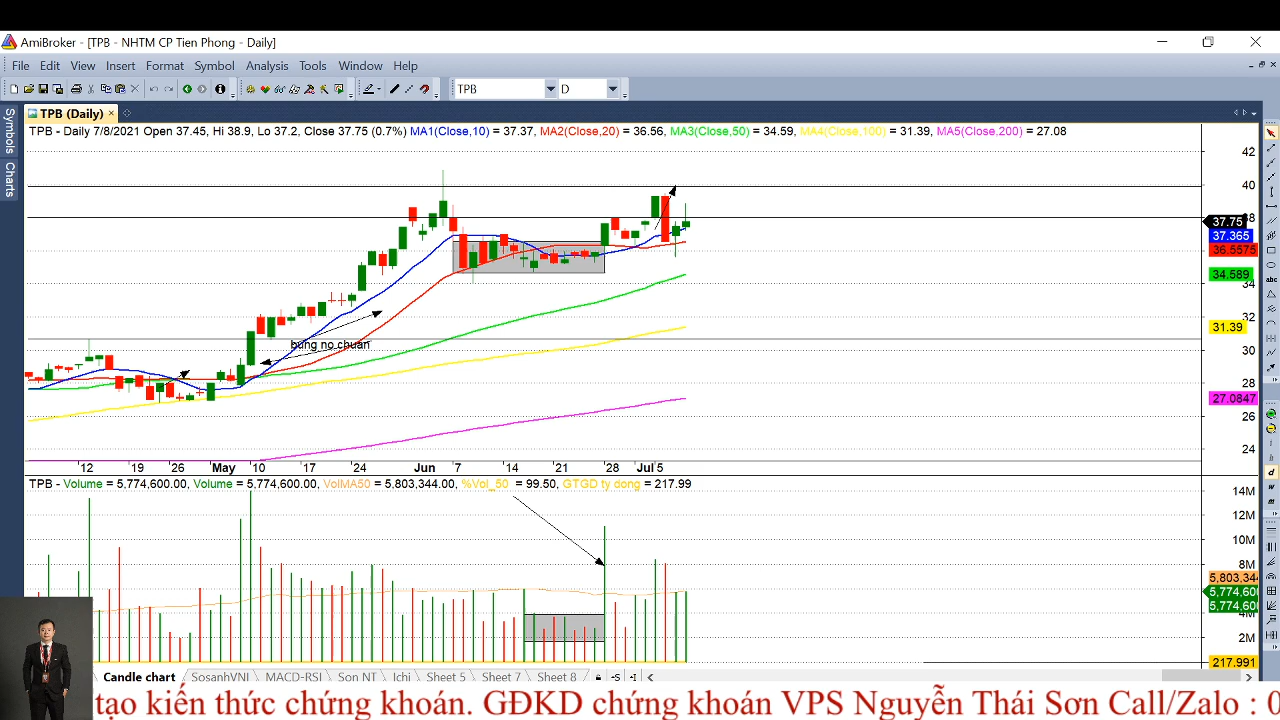 AmiBroker - [TPB - NHTM CP Tien Phong - Daily]
File Edit View Insert Format Symbol Analysis Tools Window Help
TPB D
TPB (Daily)
Symbols
Charts
TPB - Daily 7/8/2021 Open 37.45, Hi 38.9, Lo 37.2, Close 37.75 (0.7%) MA1(Close,10) = 37.37, MA2(Close,20) = 36.56, MA3(Close,50) = 34.59, MA4(Close,100) = 31.39, MA5(Close,200) = 27.08
42
40
38
37.75
37.365
36.5575
34.589
34
32
31.39
30
28
27.0847
26
24
bung no chuan
12 19 26 May 10 17 24 Jun 7 14 21 28 Jul 5
TPB - Volume = 5,774,600.00, Volume = 5,774,600.00, VolMA50 = 5,803,344.00, %Vol_50 = 99.50, GTGD ty dong = 217.99
14M
12M
10M
8M
5,803,344
5,774,600
5,774,600
4M
2M
217.991
Candle chart SosanhVNI MACD-RSI Son NT Ichi Sheet 5 Sheet 7 Sheet 8
tạo kiến thức chứng khoán. GĐKD chứng khoán VPS Nguyễn Thái Sơn Call/Zalo : 0